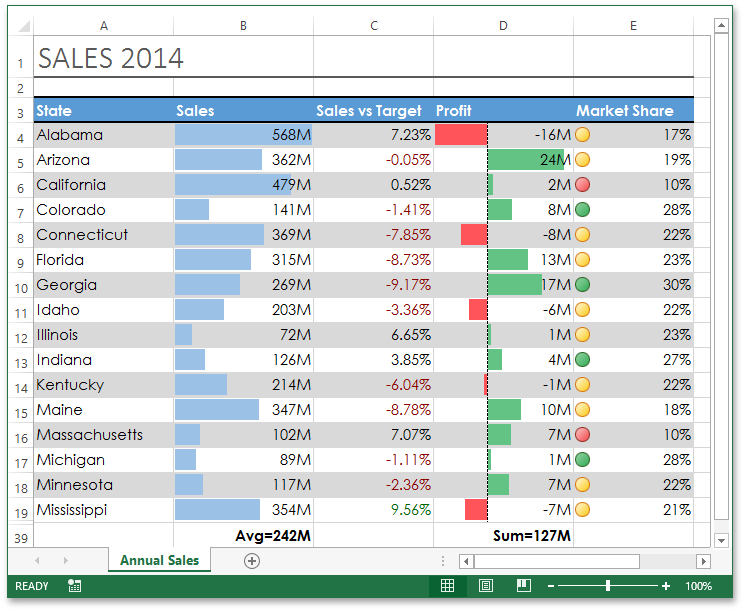 A B C D E
1 SALES 2014
2
3 State Sales Sales vs Target Profit Market Share
4 Alabama 568M 7.23% -16M 17%
5 Arizona 362M -0.05% 24M 19%
6 California 479M 0.52% 2M 10%
7 Colorado 141M -1.41% 8M 28%
8 Connecticut 369M -7.85% -8M 22%
9 Florida 315M -8.73% 13M 23%
10 Georgia 269M -9.17% 17M 30%
11 Idaho 203M -3.36% -6M 22%
12 Illinois 72M 6.65% 1M 23%
13 Indiana 126M 3.85% 4M 27%
14 Kentucky 214M -6.04% -1M 22%
15 Maine 347M -8.78% 10M 18%
16 Massachusetts 102M 7.07% 7M 10%
17 Michigan 89M -1.11% 1M 28%
18 Minnesota 117M -2.36% 7M 22%
19 Mississippi 354M 9.56% -7M 21%
39 Avg=242M Sum=127M
Annual Sales
READY 100%